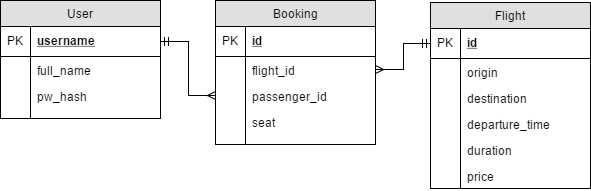 User
PK username
full_name
pw_hash
Booking
PK id
flight_id
passenger_id
seat
Flight
PK id
origin
destination
departure_time
duration
price